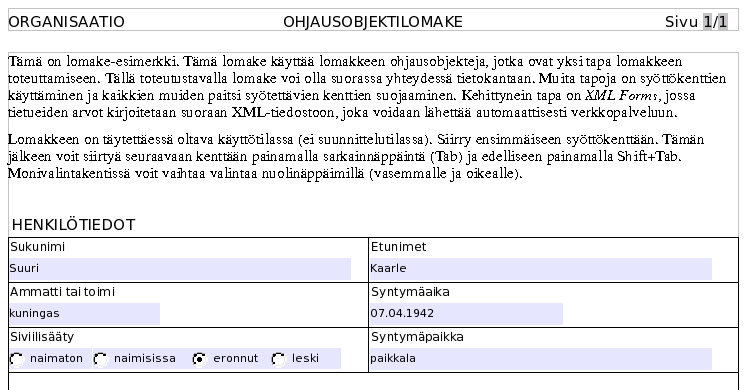 ORGANISAATIO OHJAUSOBJEKTILOMAKE Sivu 1/1
Tämä on lomake-esimerkki. Tämä lomake käyttää lomakkeen ohjausobjekteja, jotka ovat yksi tapa lomakkeen
toteuttamiseen. Tällä toteutustavalla lomake voi olla suorassa yhteydessä tietokantaan. Muita tapoja on syöttökenttien
käyttäminen ja kaikkien muiden paitsi syötettävien kenttien suojaaminen. Kehittynein tapa on XML Forms, jossa
tietueiden arvot kirjoitetaan suoraan XML-tiedostoon, joka voidaan lähettää automaattisesti verkkopalveluun.
Lomakkeen on täytettäessä oltava käyttötilassa (ei suunnittelutilassa). Siirry ensimmäiseen syöttökenttään. Tämän
jälkeen voit siirtyä seuraavaan kenttään painamalla sarkainnäppäintä (Tab) ja edelliseen painamalla Shift+Tab.
Monivalintakentissä voit vaihtaa valintaa nuolinäppäimillä (vasemmalle ja oikealle).
HENKILÖTIEDOT
Sukunimi Etunimet
Suuri Kaarle
Ammatti tai toimi Syntymäaika
kuningas 07.04.1942
Siviilisääty Syntymäpaikka
naimaton naimisissa eronnut leski paikkala